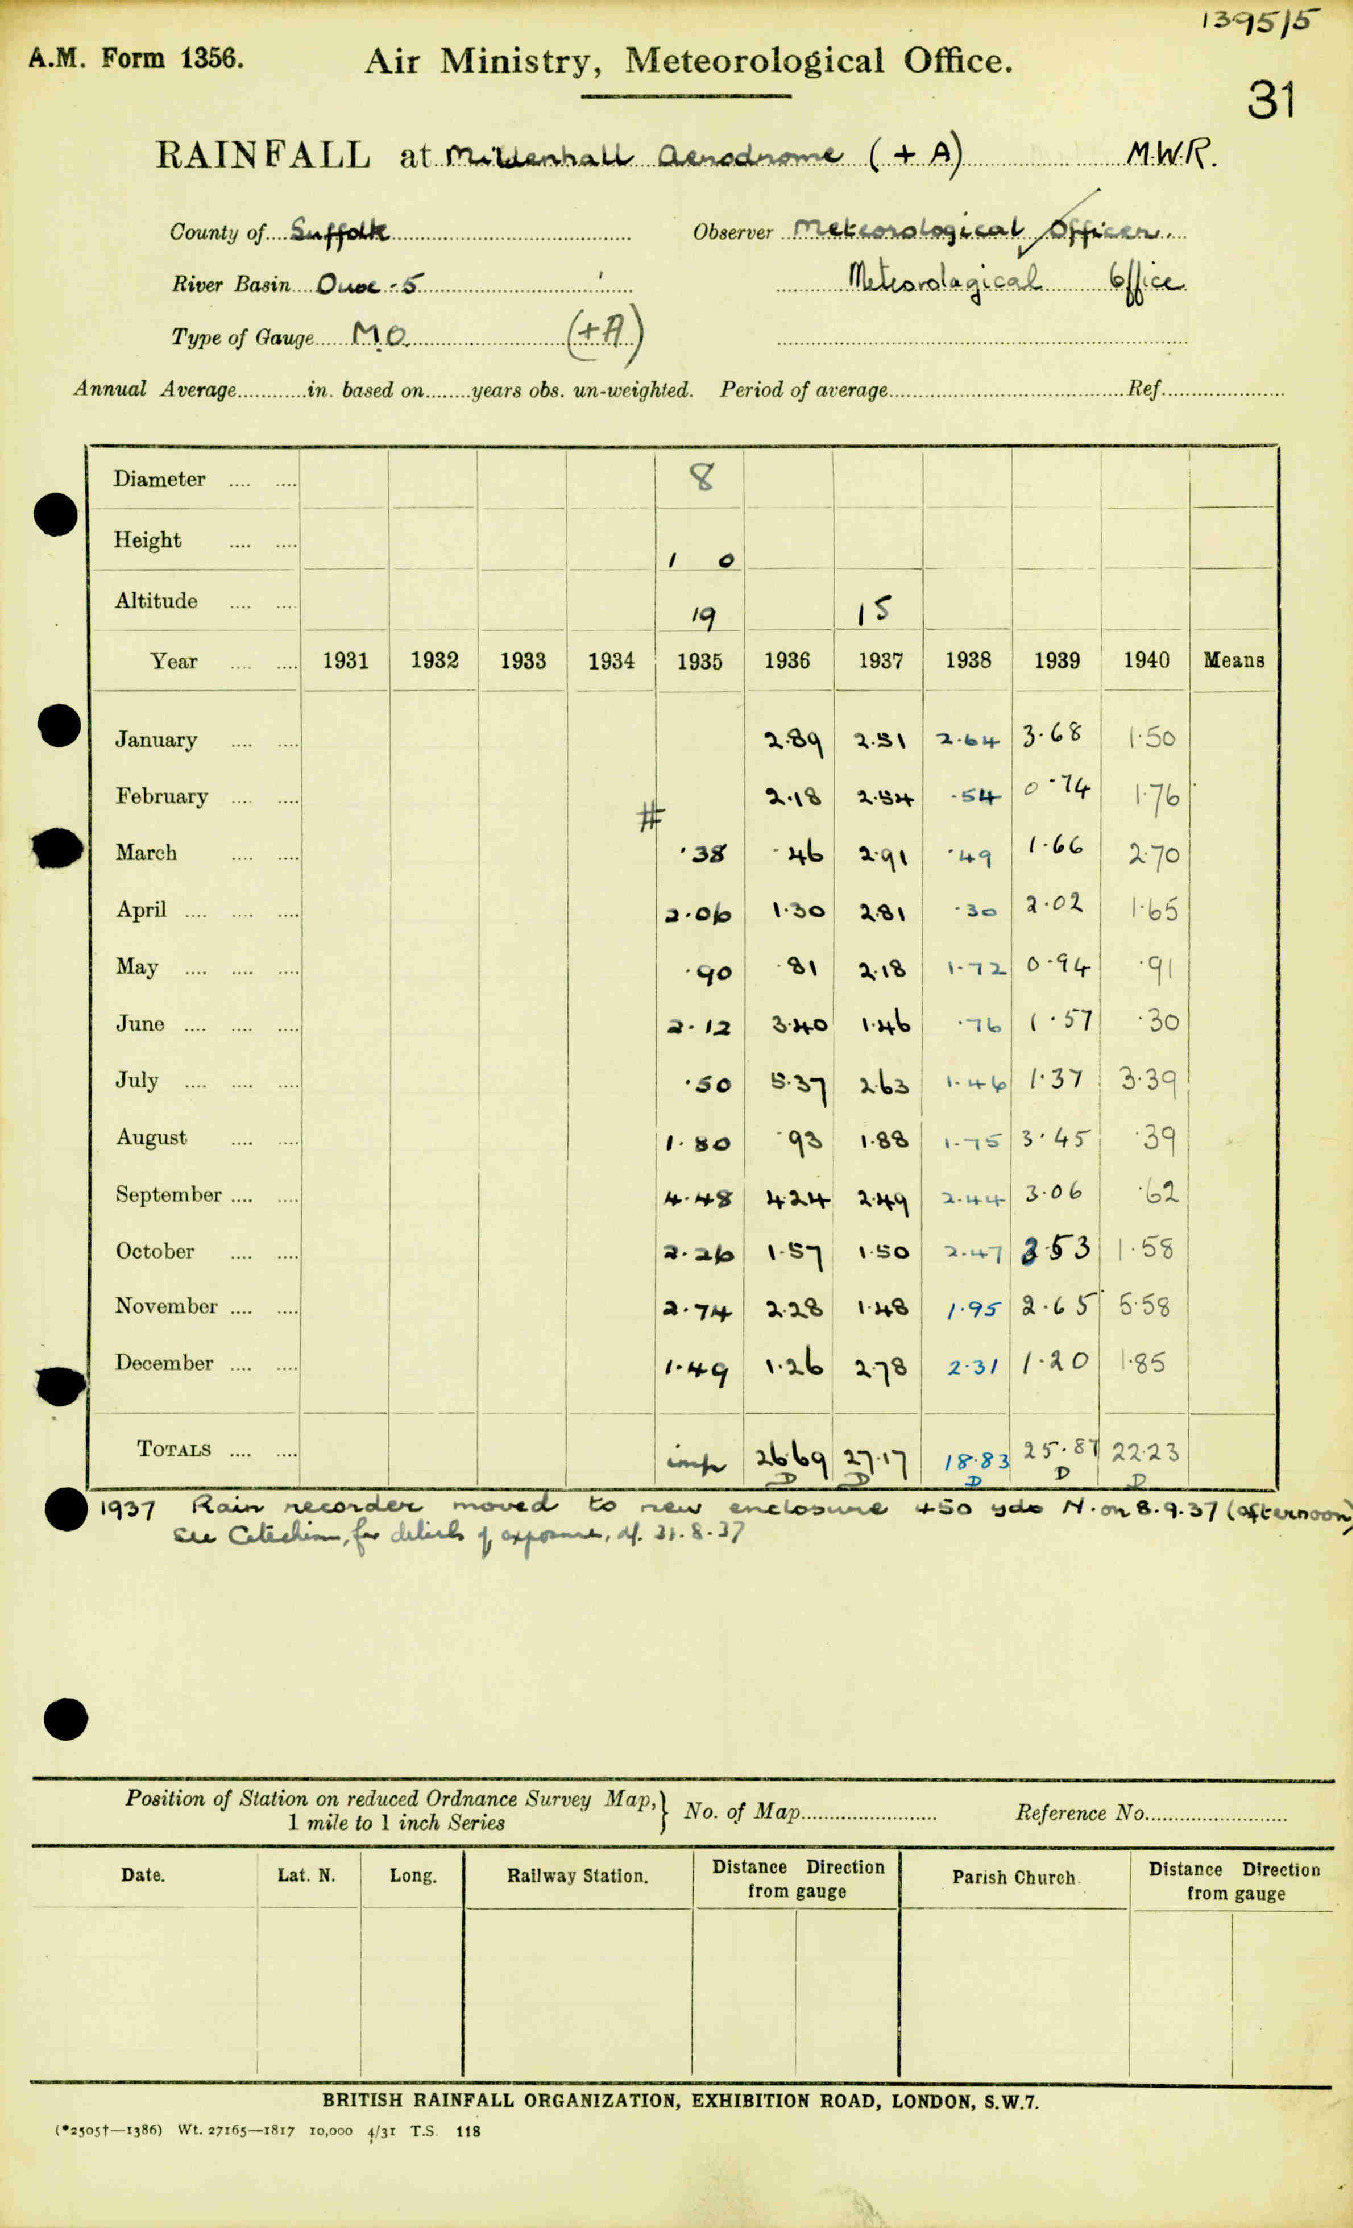 1395/5
A.M. Form 1356. Air Ministry, Meteorological Office.
31
RAINFALL at Mildenhall Aerodrome (+A) M.W.R.
County of Suffolk Observer Meteorological Officer.
River Basin Ouse - 5 Meteorological Office
Type of Gauge M.O. (+A)
Annual Average in. based on years obs. un-weighted. Period of average Ref.
Diameter 8
Height 1 0
Altitude 19 15
Year 1931 1932 1933 1934 1935 1936 1937 1938 1939 1940 Means
January 2.89 2.51 2.64 3.68 1.50
February 2.18 2.54 .54 0.74 1.76
#
March .38 .46 2.91 .49 1.66 2.70
April 2.06 1.30 2.81 .30 2.02 1.65
May .90 .81 2.18 1.72 0.94 .91
June 2.12 3.40 1.46 .76 1.57 .30
July .50 5.37 2.63 1.46 1.37 3.39
August 1.80 .93 1.88 1.75 3.45 .39
September 4.48 4.24 2.49 2.44 3.06 .62
October 2.26 1.57 1.50 2.47 3.53 1.58
November 2.74 2.28 1.48 1.95 2.65 5.58
December 1.49 1.26 2.78 2.31 1.20 1.85
TOTALS imp 26.69 27.17 18.83 25.87 22.23
D D D D D
1937 Rain recorder moved to new enclosure 450 yds N. on 8.9.37 (afternoon)
See for details of exposure, 31.8.37
Position of Station on reduced Ordnance Survey Map, } No. of Map Reference No.
1 mile to 1 inch Series
Date. Lat. N. Long. Railway Station. Distance Direction from gauge Parish Church. Distance Direction from gauge
BRITISH RAINFALL ORGANIZATION, EXHIBITION ROAD, LONDON, S.W.7.
(*2505†—1386) Wt. 27165—1817 10,000 4/31 T.S. 118